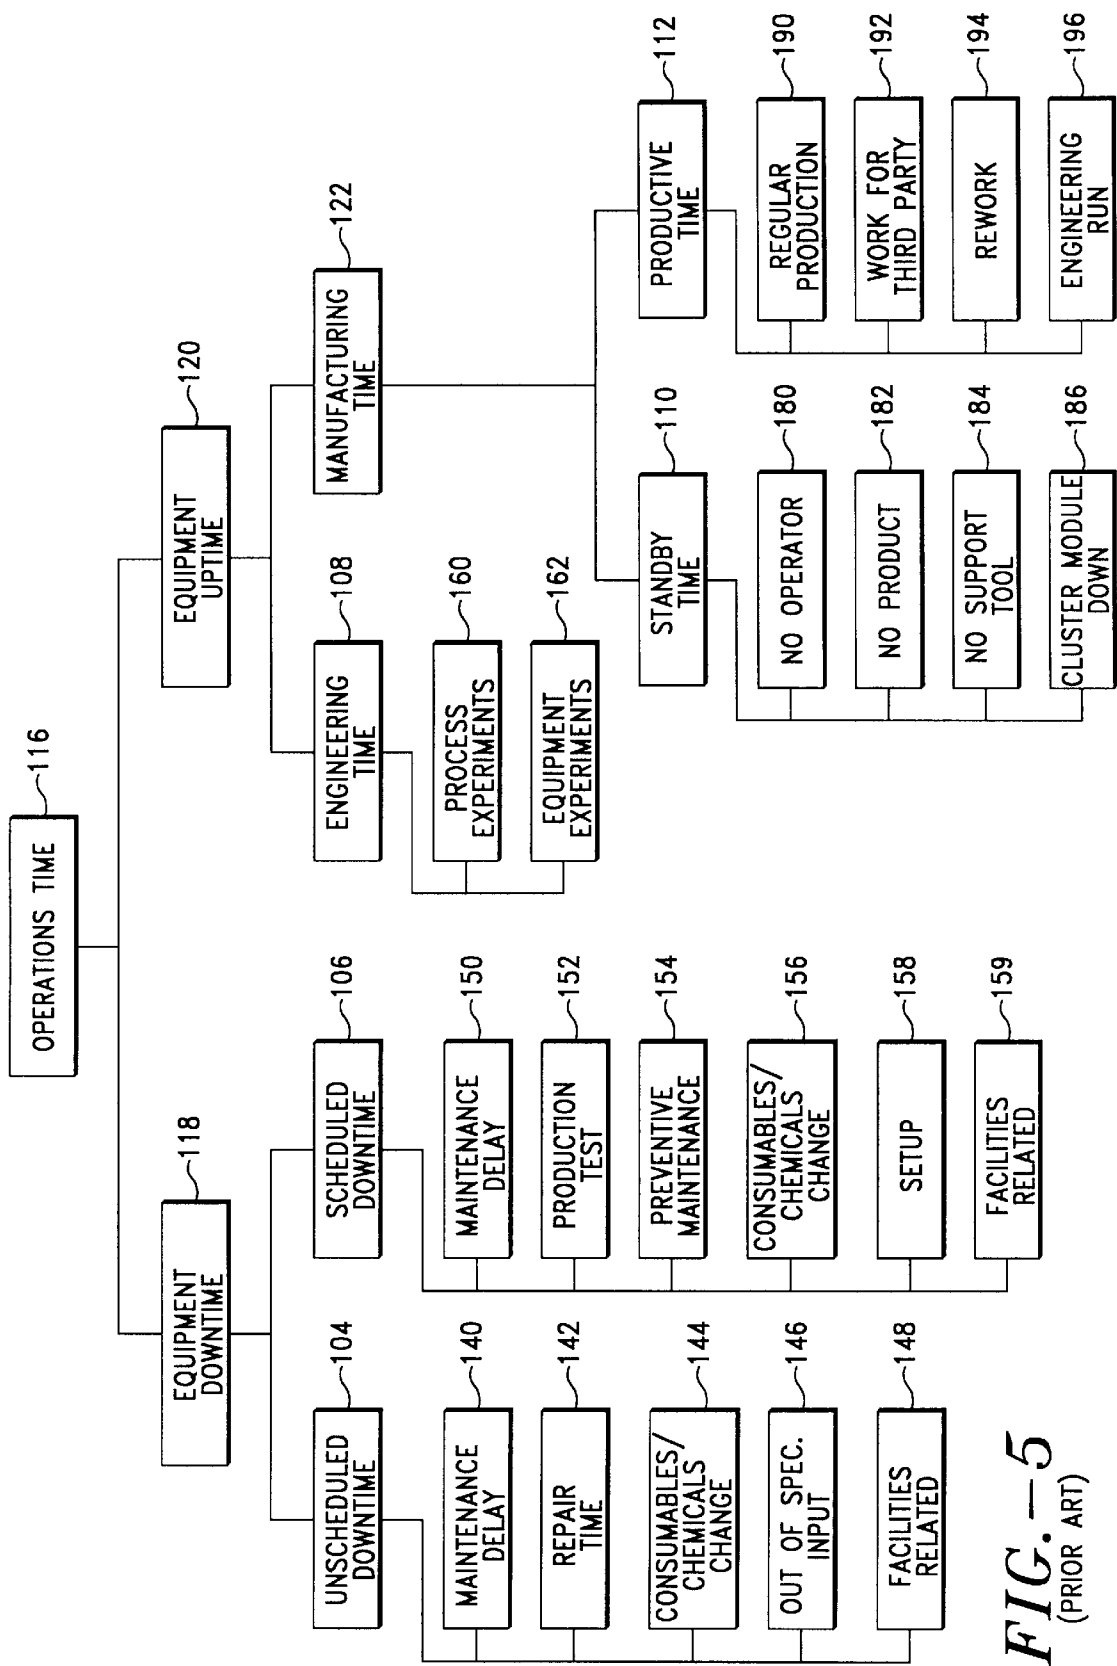 OPERATIONS TIME
116
EQUIPMENT
DOWNTIME
118
EQUIPMENT
UPTIME
120
UNSCHEDULED
DOWNTIME
104
MAINTENANCE
DELAY
140
REPAIR
TIME
142
CONSUMABLES/
CHEMICALS
CHANGE
144
OUT OF SPEC.
INPUT
146
FACILITIES
RELATED
148
SCHEDULED
DOWNTIME
106
MAINTENANCE
DELAY
150
PRODUCTION
TEST
152
PREVENTIVE
MAINTENANCE
154
CONSUMABLES/
CHEMICALS
CHANGE
156
SETUP
158
FACILITIES
RELATED
159
ENGINEERING
TIME
108
PROCESS
EXPERIMENTS
160
EQUIPMENT
EXPERIMENTS
162
MANUFACTURING
TIME
122
STANDBY
TIME
110
NO OPERATOR
180
NO PRODUCT
182
NO SUPPORT
TOOL
184
CLUSTER MODULE
DOWN
186
PRODUCTIVE
TIME
112
REGULAR
PRODUCTION
190
WORK FOR
THIRD PARTY
192
REWORK
194
ENGINEERING
RUN
196
FIG.-5
(PRIOR ART)